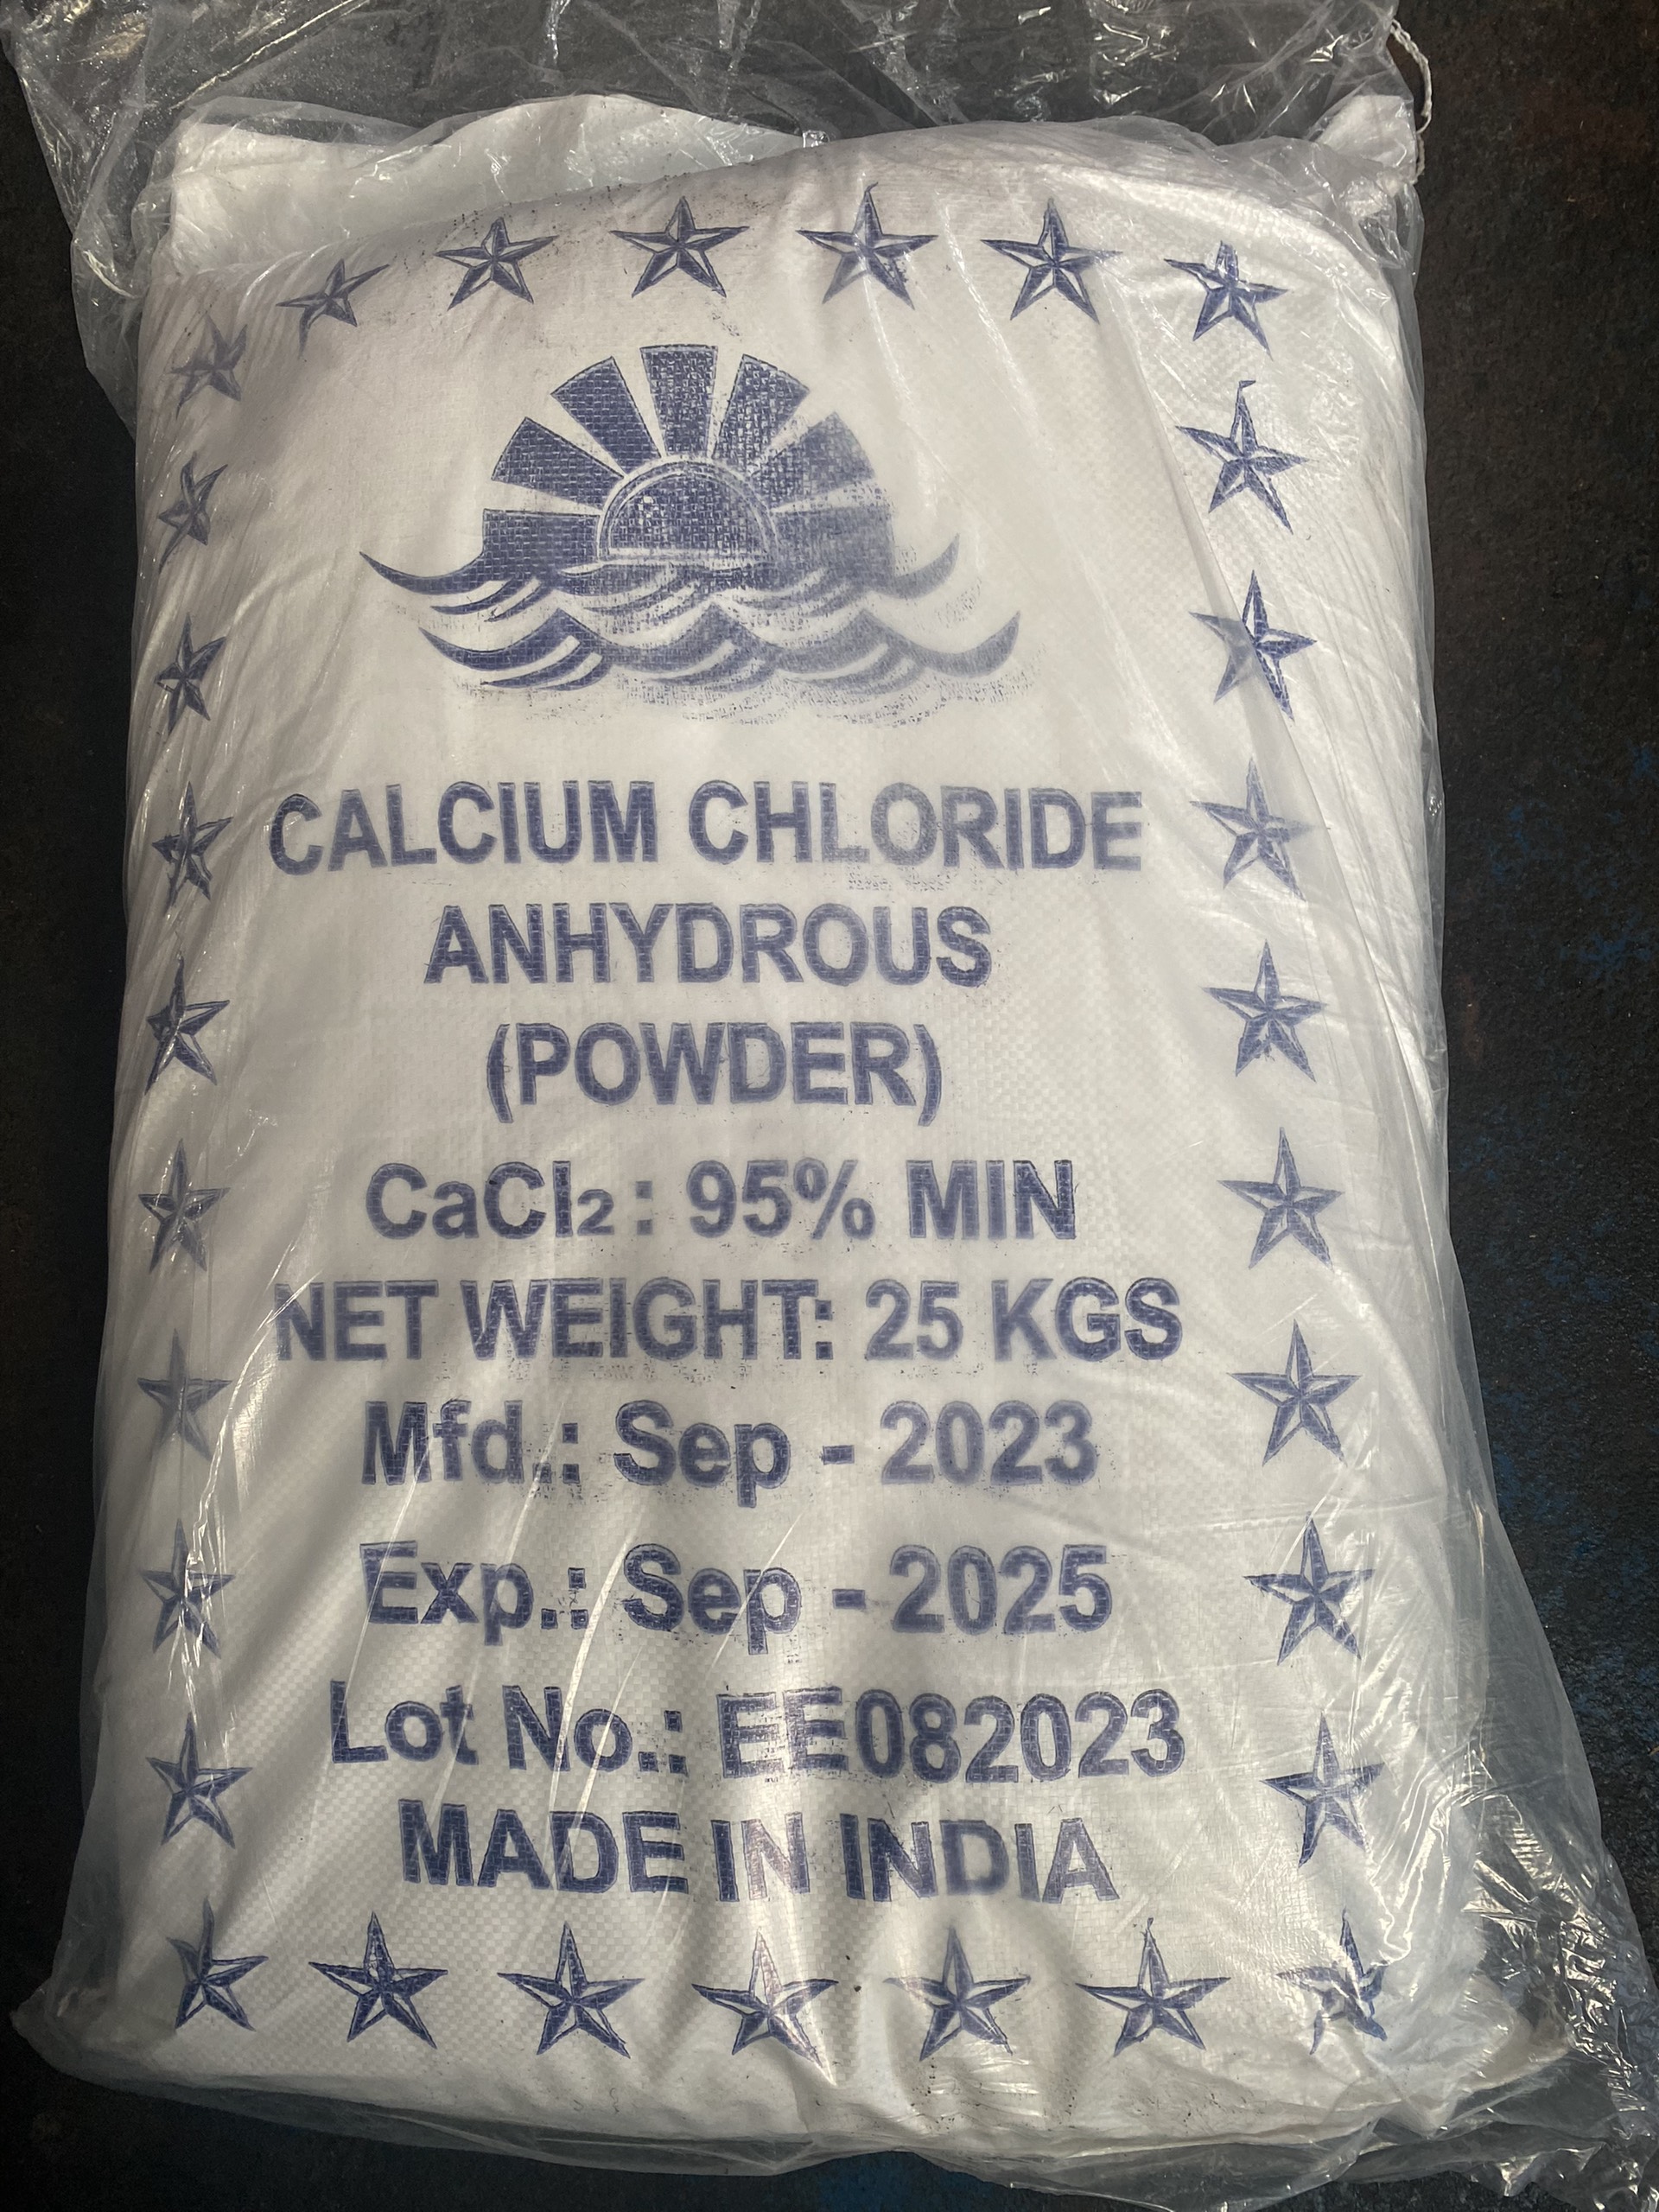 CALCIUM CHLORIDE
ANHYDROUS
(POWDER)
CaCl₂ : 95% MIN
NET WEIGHT: 25 KGS
Mfd.: Sep - 2023
Exp.: Sep - 2025
Lot No.: EE082023
MADE IN INDIA